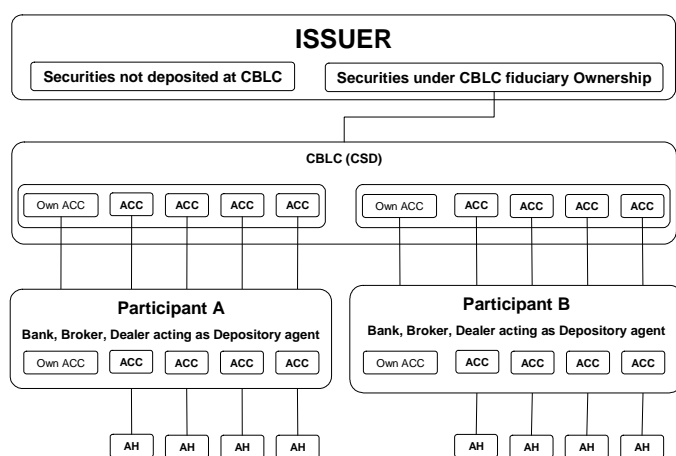 ISSUER
Securities not deposited at CBLC
Securities under CBLC fiduciary Ownership
CBLC (CSD)
Own ACC ACC ACC ACC ACC
Own ACC ACC ACC ACC ACC
Participant A
Bank, Broker, Dealer acting as Depository agent
Own ACC ACC ACC ACC ACC
Participant B
Bank, Broker, Dealer acting as Depository agent
Own ACC ACC ACC ACC ACC
AH AH AH AH
AH AH AH AH